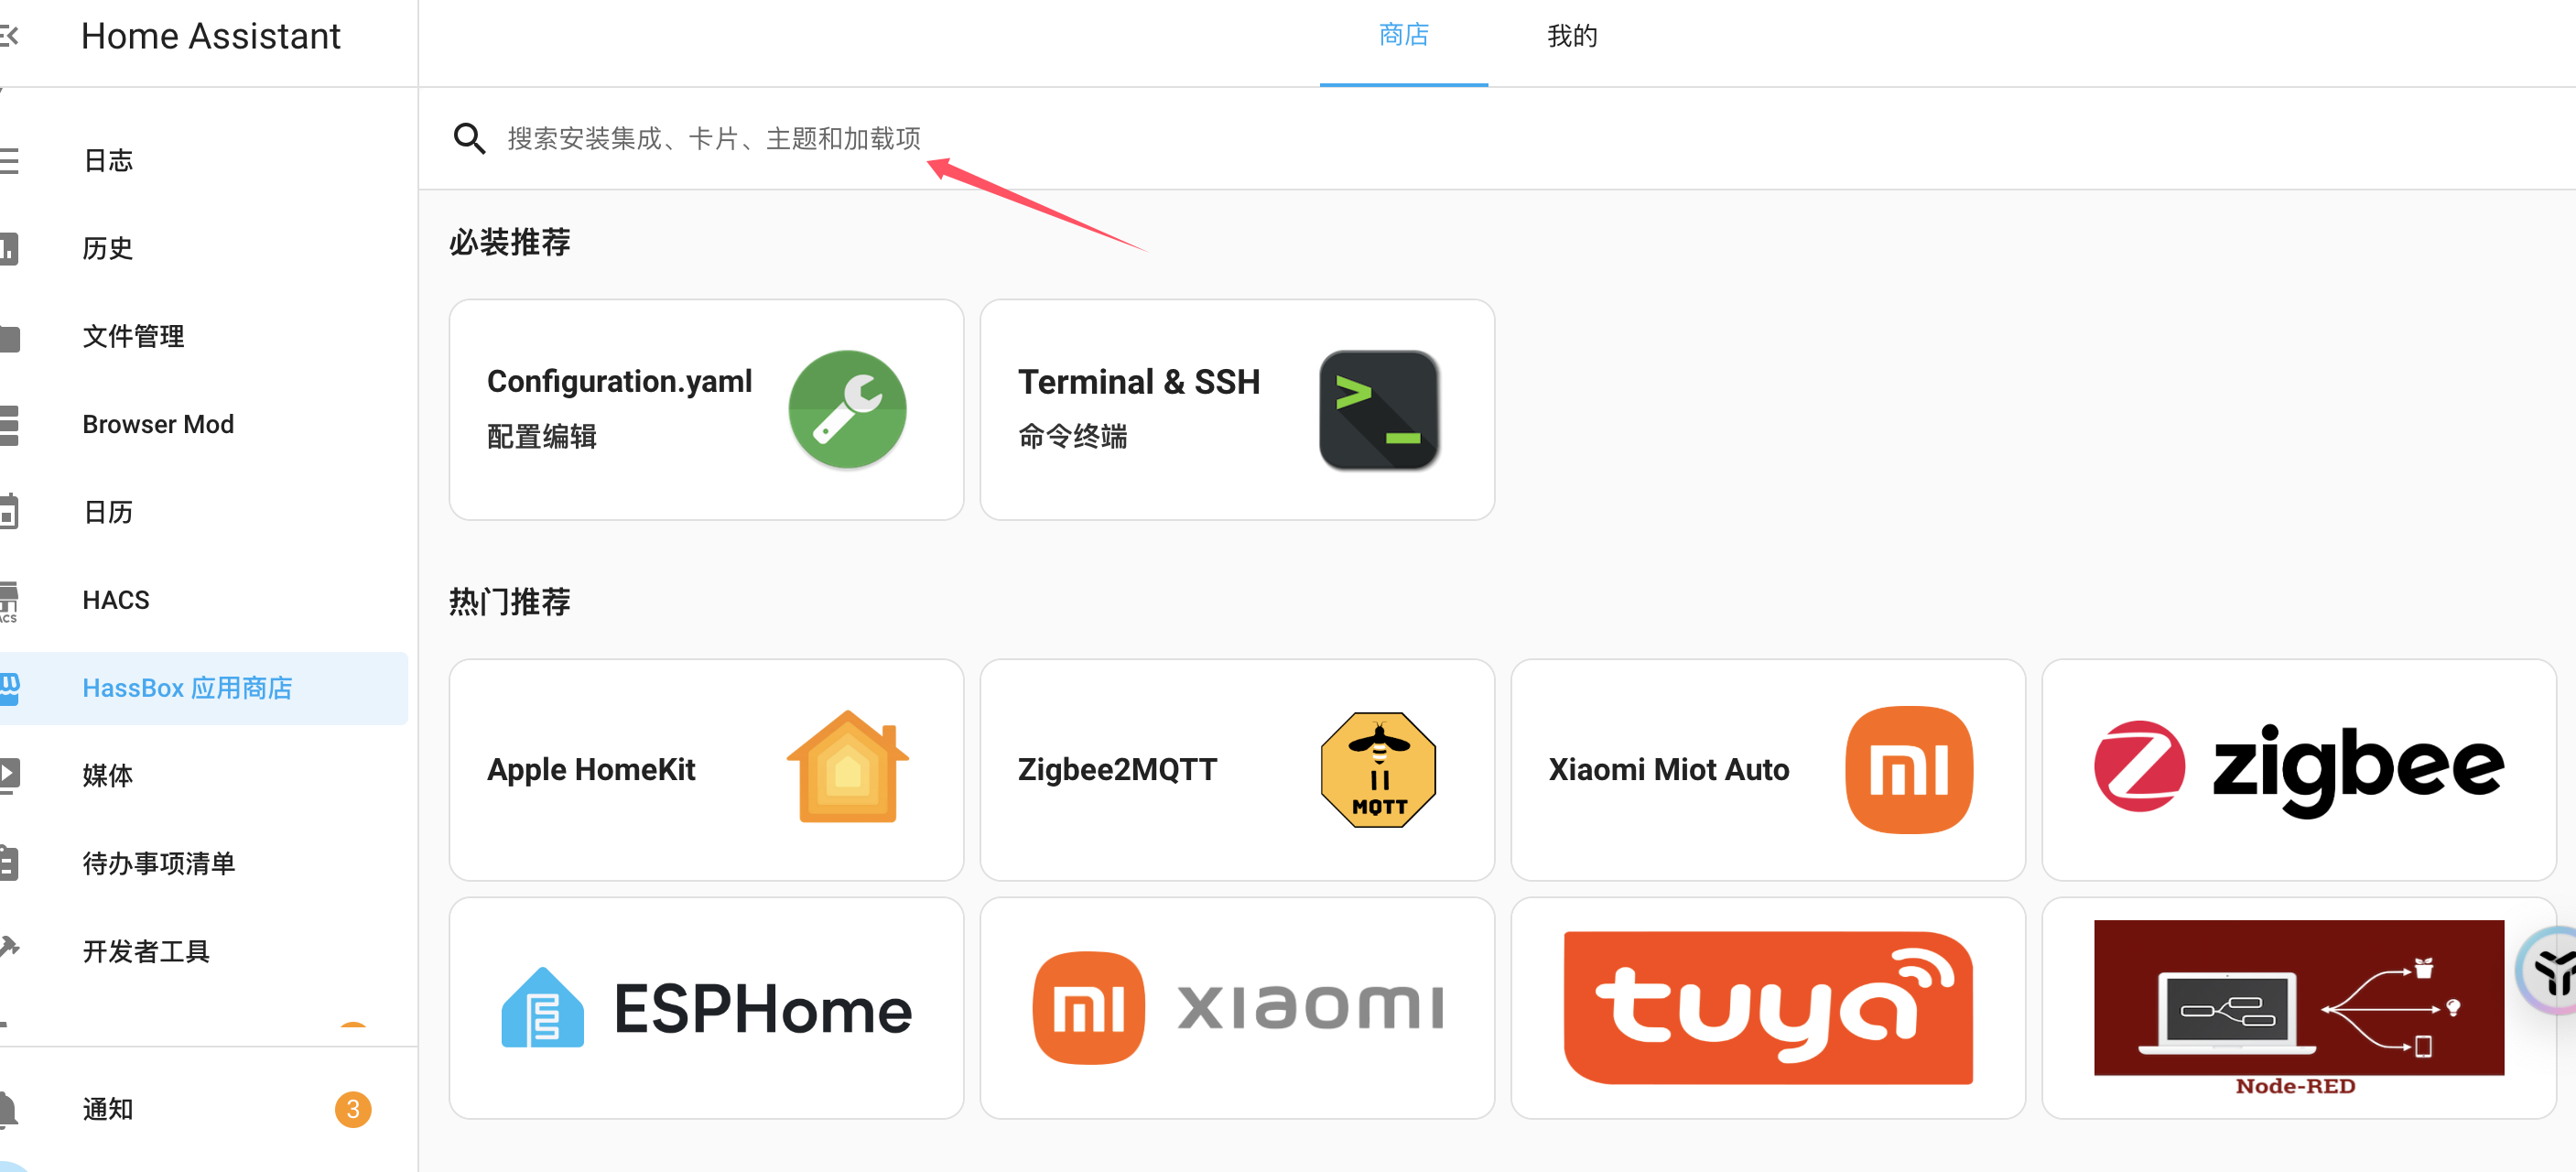 Home Assistant
商店
我的
日志
历史
文件管理
Browser Mod
日历
HACS
HassBox 应用商店
媒体
待办事项清单
开发者工具
通知
3
搜索安装集成、卡片、主题和加载项
必装推荐
Configuration.yaml
配置编辑
Terminal & SSH
命令终端
热门推荐
Apple HomeKit
Zigbee2MQTT
MQTT
Xiaomi Miot Auto
zigbee
ESPHome
xiaomi
tuya
Node-RED